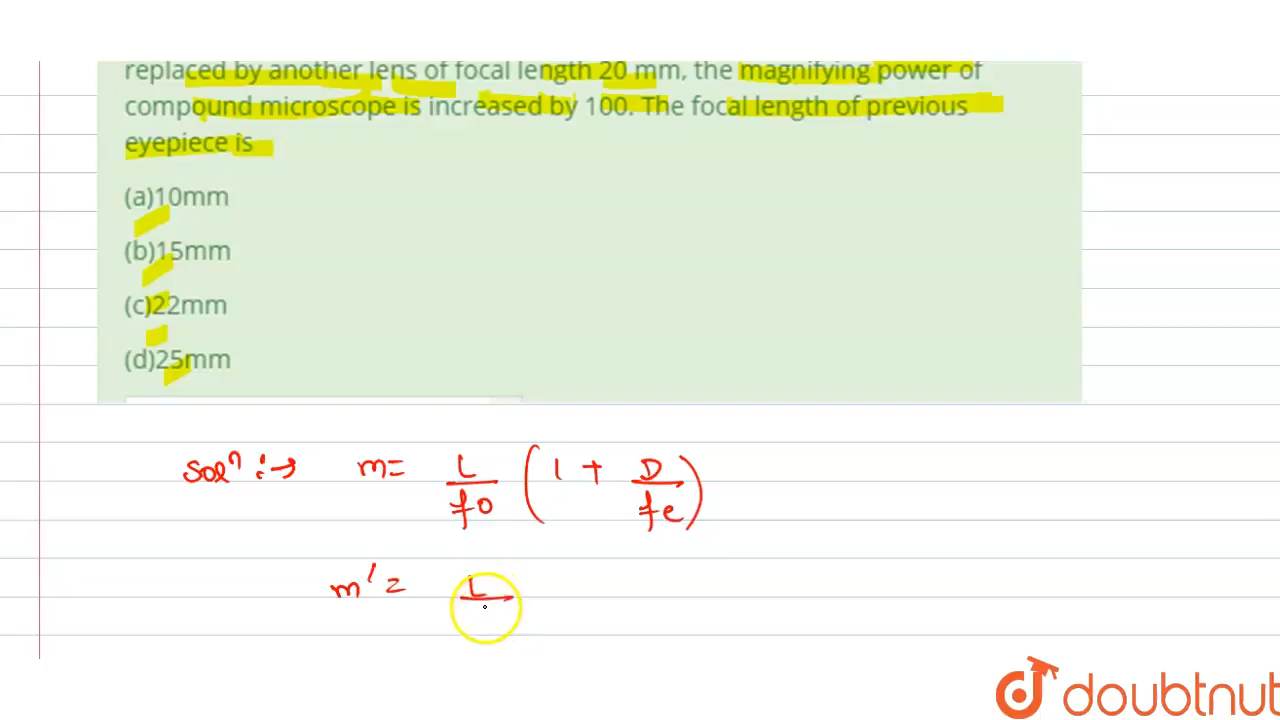 replaced by another lens of focal length 20 mm, the magnifying power of
compound microscope is increased by 100. The focal length of previous
eyepiece is
(a)10mm
(b)15mm
(c)22mm
(d)25mm
Solⁿ :→ m= L/fo (1 + D/fe)
m' = L
doubtnut